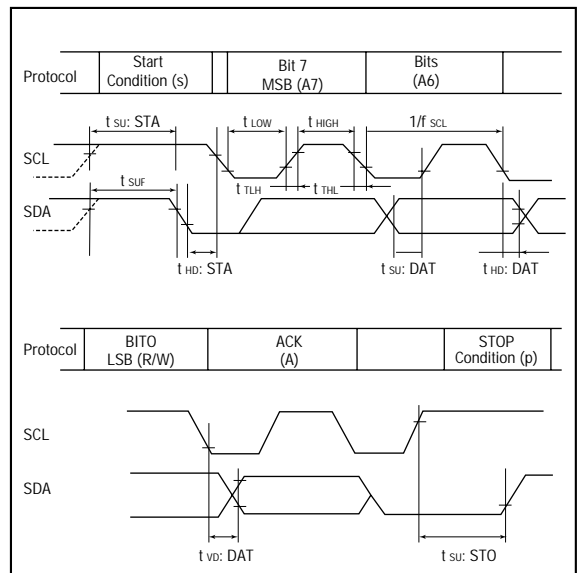 Protocol
Start
Condition (s)
Bit 7
MSB (A7)
Bits
(A6)
t SU: STA
t LOW
t HIGH
1/f SCL
SCL
t SUF
t TLH
t THL
SDA
t HD: STA
t SU: DAT
t HD: DAT
Protocol
BITO
LSB (R/W)
ACK
(A)
STOP
Condition (p)
SCL
SDA
t VD: DAT
t SU: STO